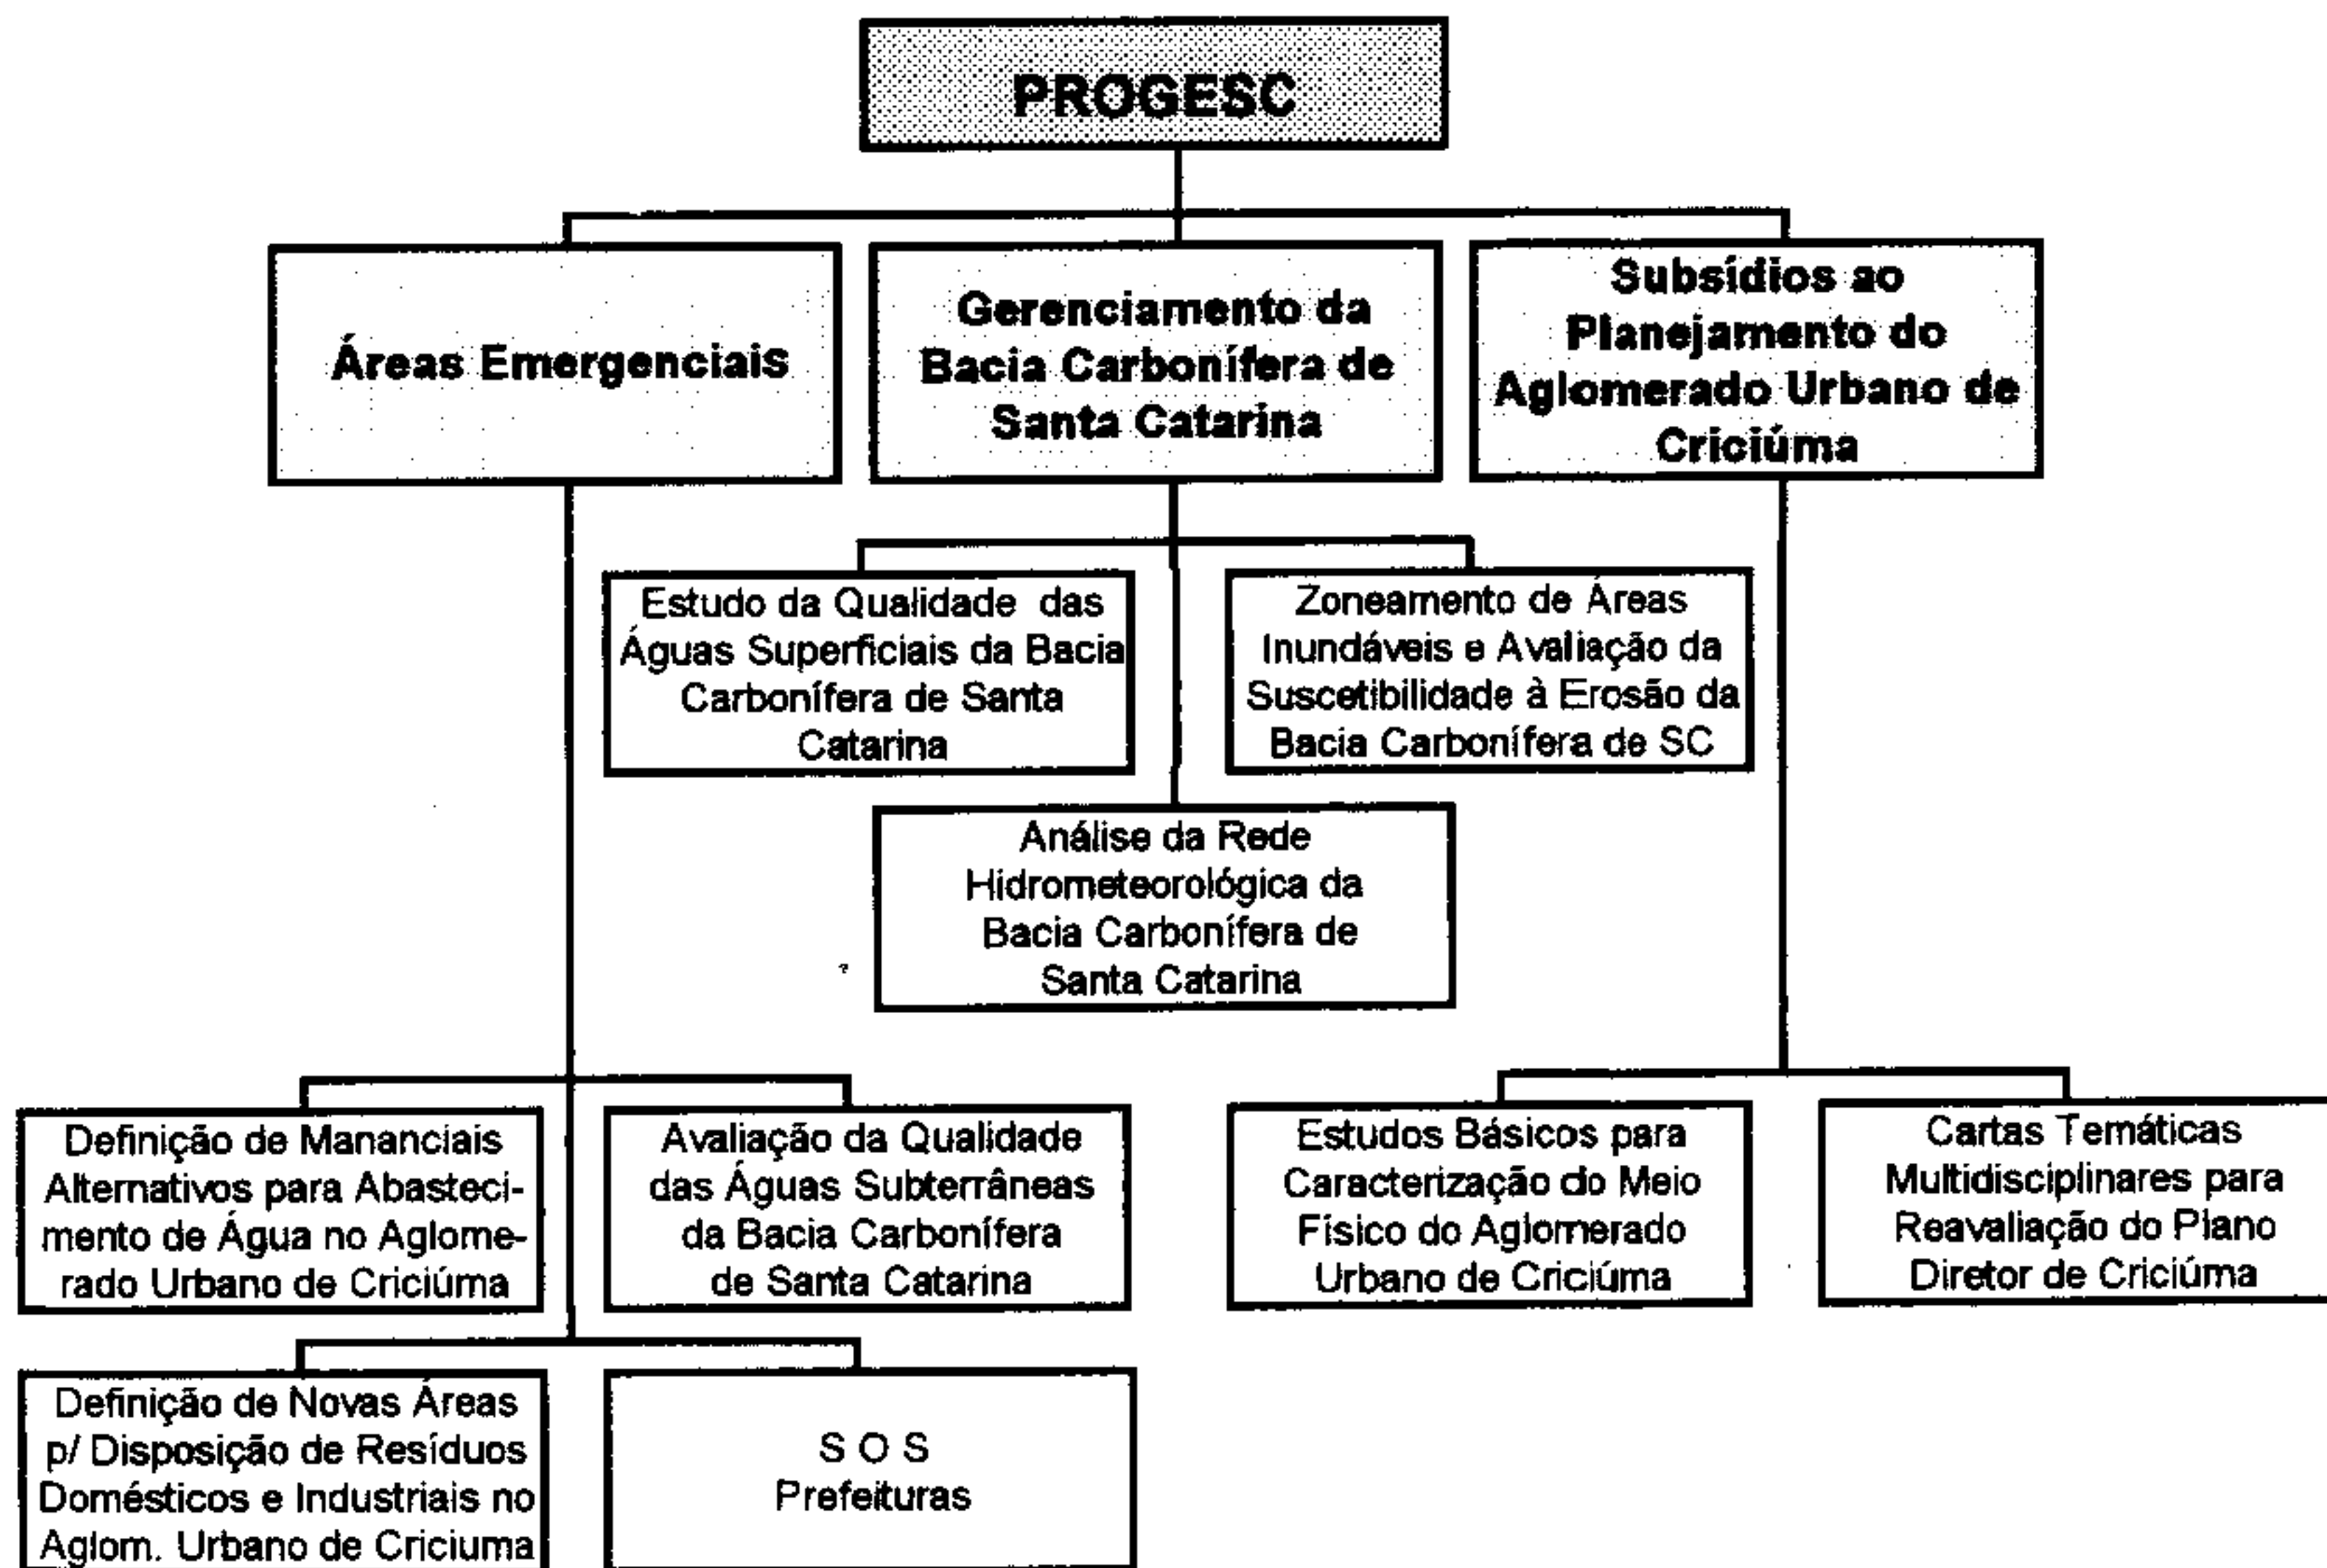 PROGESC
Áreas Emergenciais
Gerenciamento da
Bacia Carbonífera de
Santa Catarina
Subsídios ao
Planejamento do
Aglomerado Urbano de
Criciúma
Estudo da Qualidade das
Águas Superficiais da Bacia
Carbonífera de Santa
Catarina
Zoneamento de Áreas
Inundáveis e Avaliação da
Suscetibilidade à Erosão da
Bacia Carbonífera de SC
Análise da Rede
Hidrometeorológica da
Bacia Carbonífera de
Santa Catarina
Definição de Mananciais
Alternativos para Abasteci-
mento de Água no Aglome-
rado Urbano de Criciúma
Avaliação da Qualidade
das Águas Subterrâneas
da Bacia Carbonífera
de Santa Catarina
Estudos Básicos para
Caracterização do Meio
Físico do Aglomerado
Urbano de Criciúma
Cartas Temáticas
Multidisciplinares para
Reavaliação do Plano
Diretor de Criciúma
Definição de Novas Áreas
p/ Disposição de Resíduos
Domésticos e Industriais no
Aglom. Urbano de Criciuma
S O S
Prefeituras